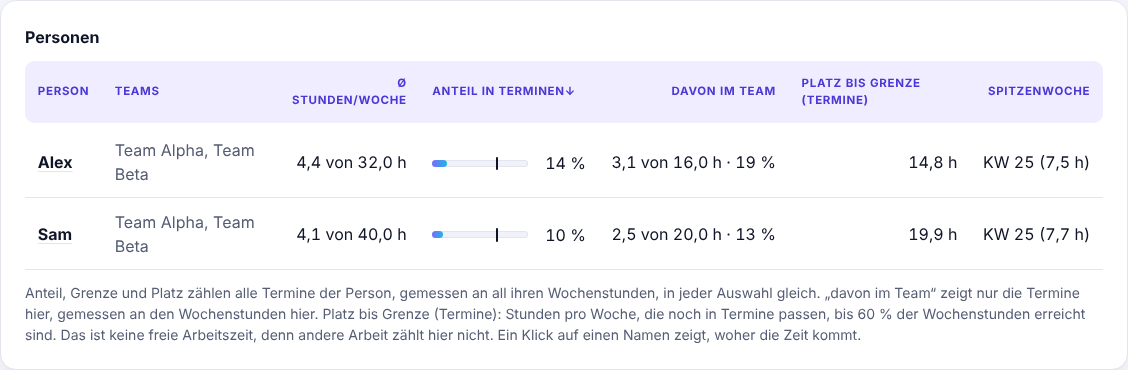 Personen
PERSON TEAMS Ø STUNDEN/WOCHE ANTEIL IN TERMINEN↓ DAVON IM TEAM PLATZ BIS GRENZE (TERMINE) SPITZENWOCHE
Alex Team Alpha, Team Beta 4,4 von 32,0 h 14 % 3,1 von 16,0 h · 19 % 14,8 h KW 25 (7,5 h)
Sam Team Alpha, Team Beta 4,1 von 40,0 h 10 % 2,5 von 20,0 h · 13 % 19,9 h KW 25 (7,7 h)
Anteil, Grenze und Platz zählen alle Termine der Person, gemessen an all ihren Wochenstunden, in jeder Auswahl gleich. „davon im Team“ zeigt nur die Termine
hier, gemessen an den Wochenstunden hier. Platz bis Grenze (Termine): Stunden pro Woche, die noch in Termine passen, bis 60 % der Wochenstunden erreicht
sind. Das ist keine freie Arbeitszeit, denn andere Arbeit zählt hier nicht. Ein Klick auf einen Namen zeigt, woher die Zeit kommt.